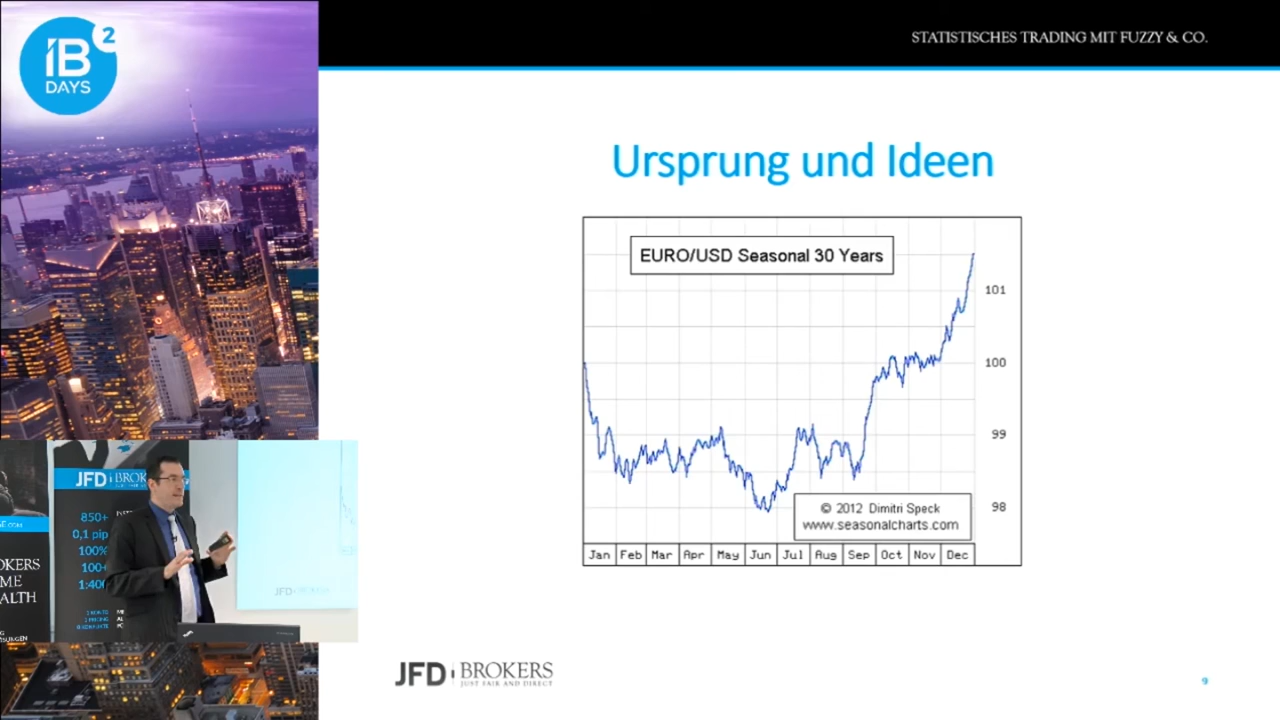 iB
2
DAYS
STATISTISCHES TRADING MIT FUZZY & CO.
Ursprung und Ideen
EURO/USD Seasonal 30 Years
101
100
99
98
© 2012 Dimitri Speck
www.seasonalcharts.com
Jan Feb Mar Apr May Jun Jul Aug Sep Oct Nov Dec
JFD BROKERS
JUST FAIR AND DIRECT
9
JFD BROK
850+
0,1 pip
100%
100+
1:400
OKERS
ME
ALTH
JFD BROKERS